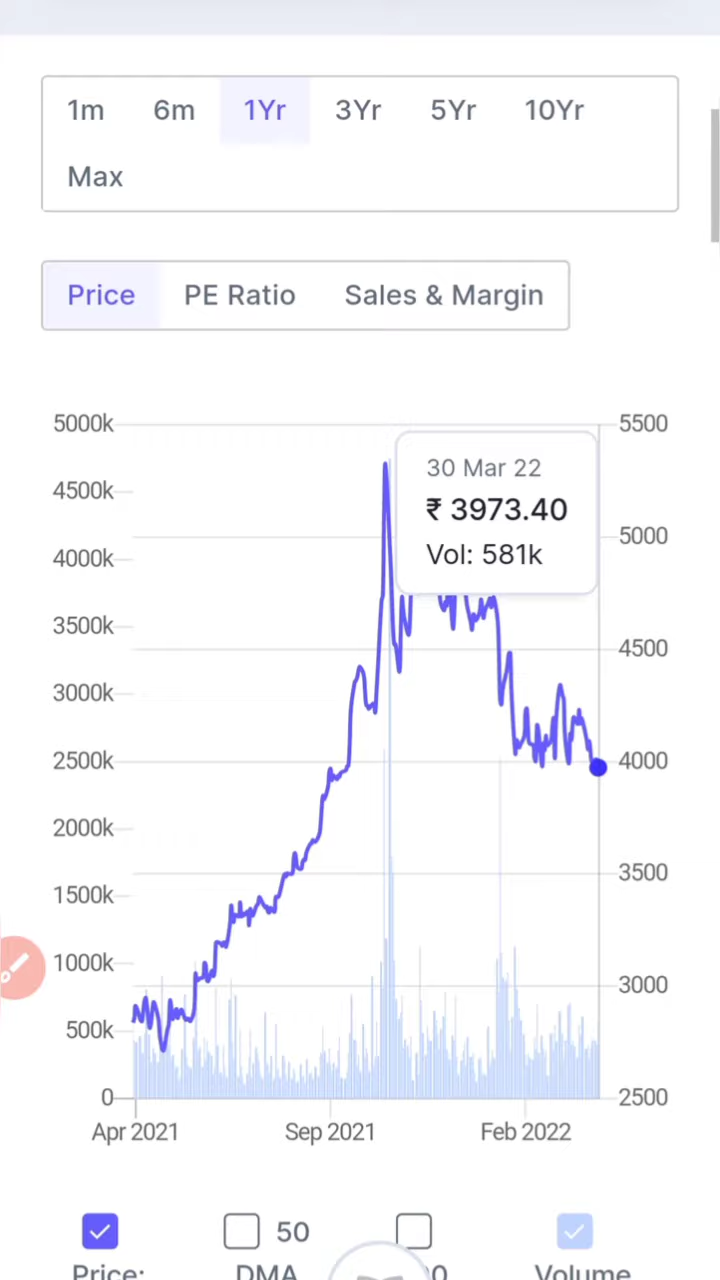 1m 6m 1Yr 3Yr 5Yr 10Yr
Max
Price PE Ratio Sales & Margin
5000k 5500
30 Mar 22
4500k
₹ 3973.40
5000
Vol: 581k
4000k
3500k
4500
3000k
2500k 4000
2000k
3500
1500k
1000k
3000
500k
0 2500
Apr 2021 Sep 2021 Feb 2022
50
Price: DMA Volume